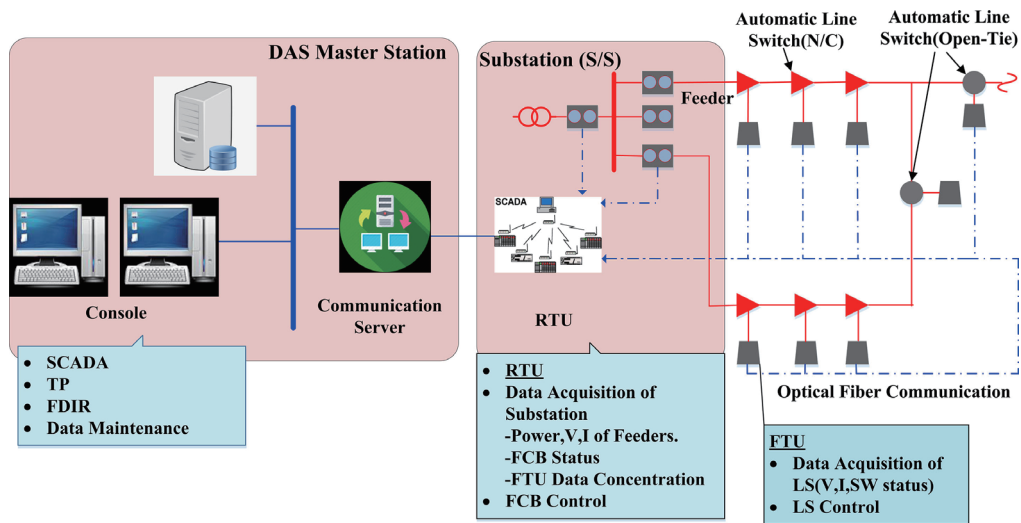 DAS Master Station
Console
Communication
Server
• SCADA
• TP
• FDIR
• Data Maintenance
Substation (S/S)
Feeder
SCADA
RTU
• RTU
• Data Acquisition of
Substation
-Power,V,I of Feeders.
-FCB Status
-FTU Data Concentration
• FCB Control
Automatic Line
Switch(N/C)
Automatic Line
Switch(Open-Tie)
Optical Fiber Communication
FTU
• Data Acquisition of
LS(V,I,SW status)
• LS Control